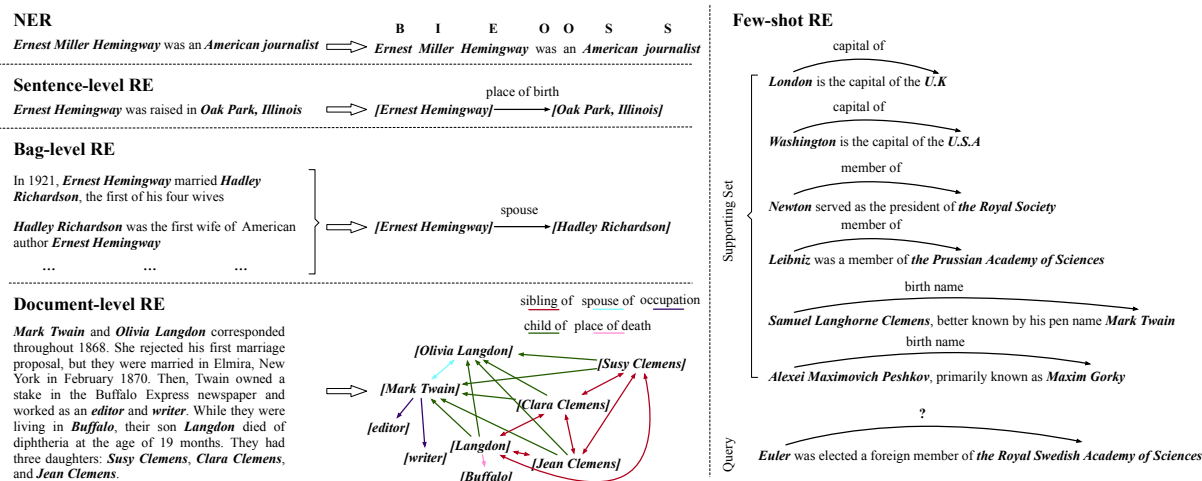 NER
B I E O O S S
Ernest Miller Hemingway was an American journalist
Ernest Miller Hemingway was an American journalist
Sentence-level RE
Ernest Hemingway was raised in Oak Park, Illinois
place of birth
[Ernest Hemingway] [Oak Park, Illinois]
Bag-level RE
In 1921, Ernest Hemingway married Hadley
Richardson, the first of his four wives
Hadley Richardson was the first wife of American
author Ernest Hemingway
... ... ...
spouse
[Ernest Hemingway] [Hadley Richardson]
Document-level RE
Mark Twain and Olivia Langdon corresponded
throughout 1868. She rejected his first marriage
proposal, but they were married in Elmira, New
York in February 1870. Then, Twain owned a
stake in the Buffalo Express newspaper and
worked as an editor and writer. While they were
living in Buffalo, their son Langdon died of
diphtheria at the age of 19 months. They had
three daughters: Susy Clemens, Clara Clemens,
and Jean Clemens.
sibling of spouse of occupation
child of place of death
[Olivia Langdon]
[Susy Clemens]
[Mark Twain]
[Clara Clemens]
[editor]
[Langdon]
[writer]
[Jean Clemens]
[Buffalo]
Few-shot RE
Supporting Set
capital of
London is the capital of the U.K
capital of
Washington is the capital of the U.S.A
member of
Newton served as the president of the Royal Society
member of
Leibniz was a member of the Prussian Academy of Sciences
birth name
Samuel Langhorne Clemens, better known by his pen name Mark Twain
birth name
Alexei Maximovich Peshkov, primarily known as Maxim Gorky
Query
?
Euler was elected a foreign member of the Royal Swedish Academy of Sciences